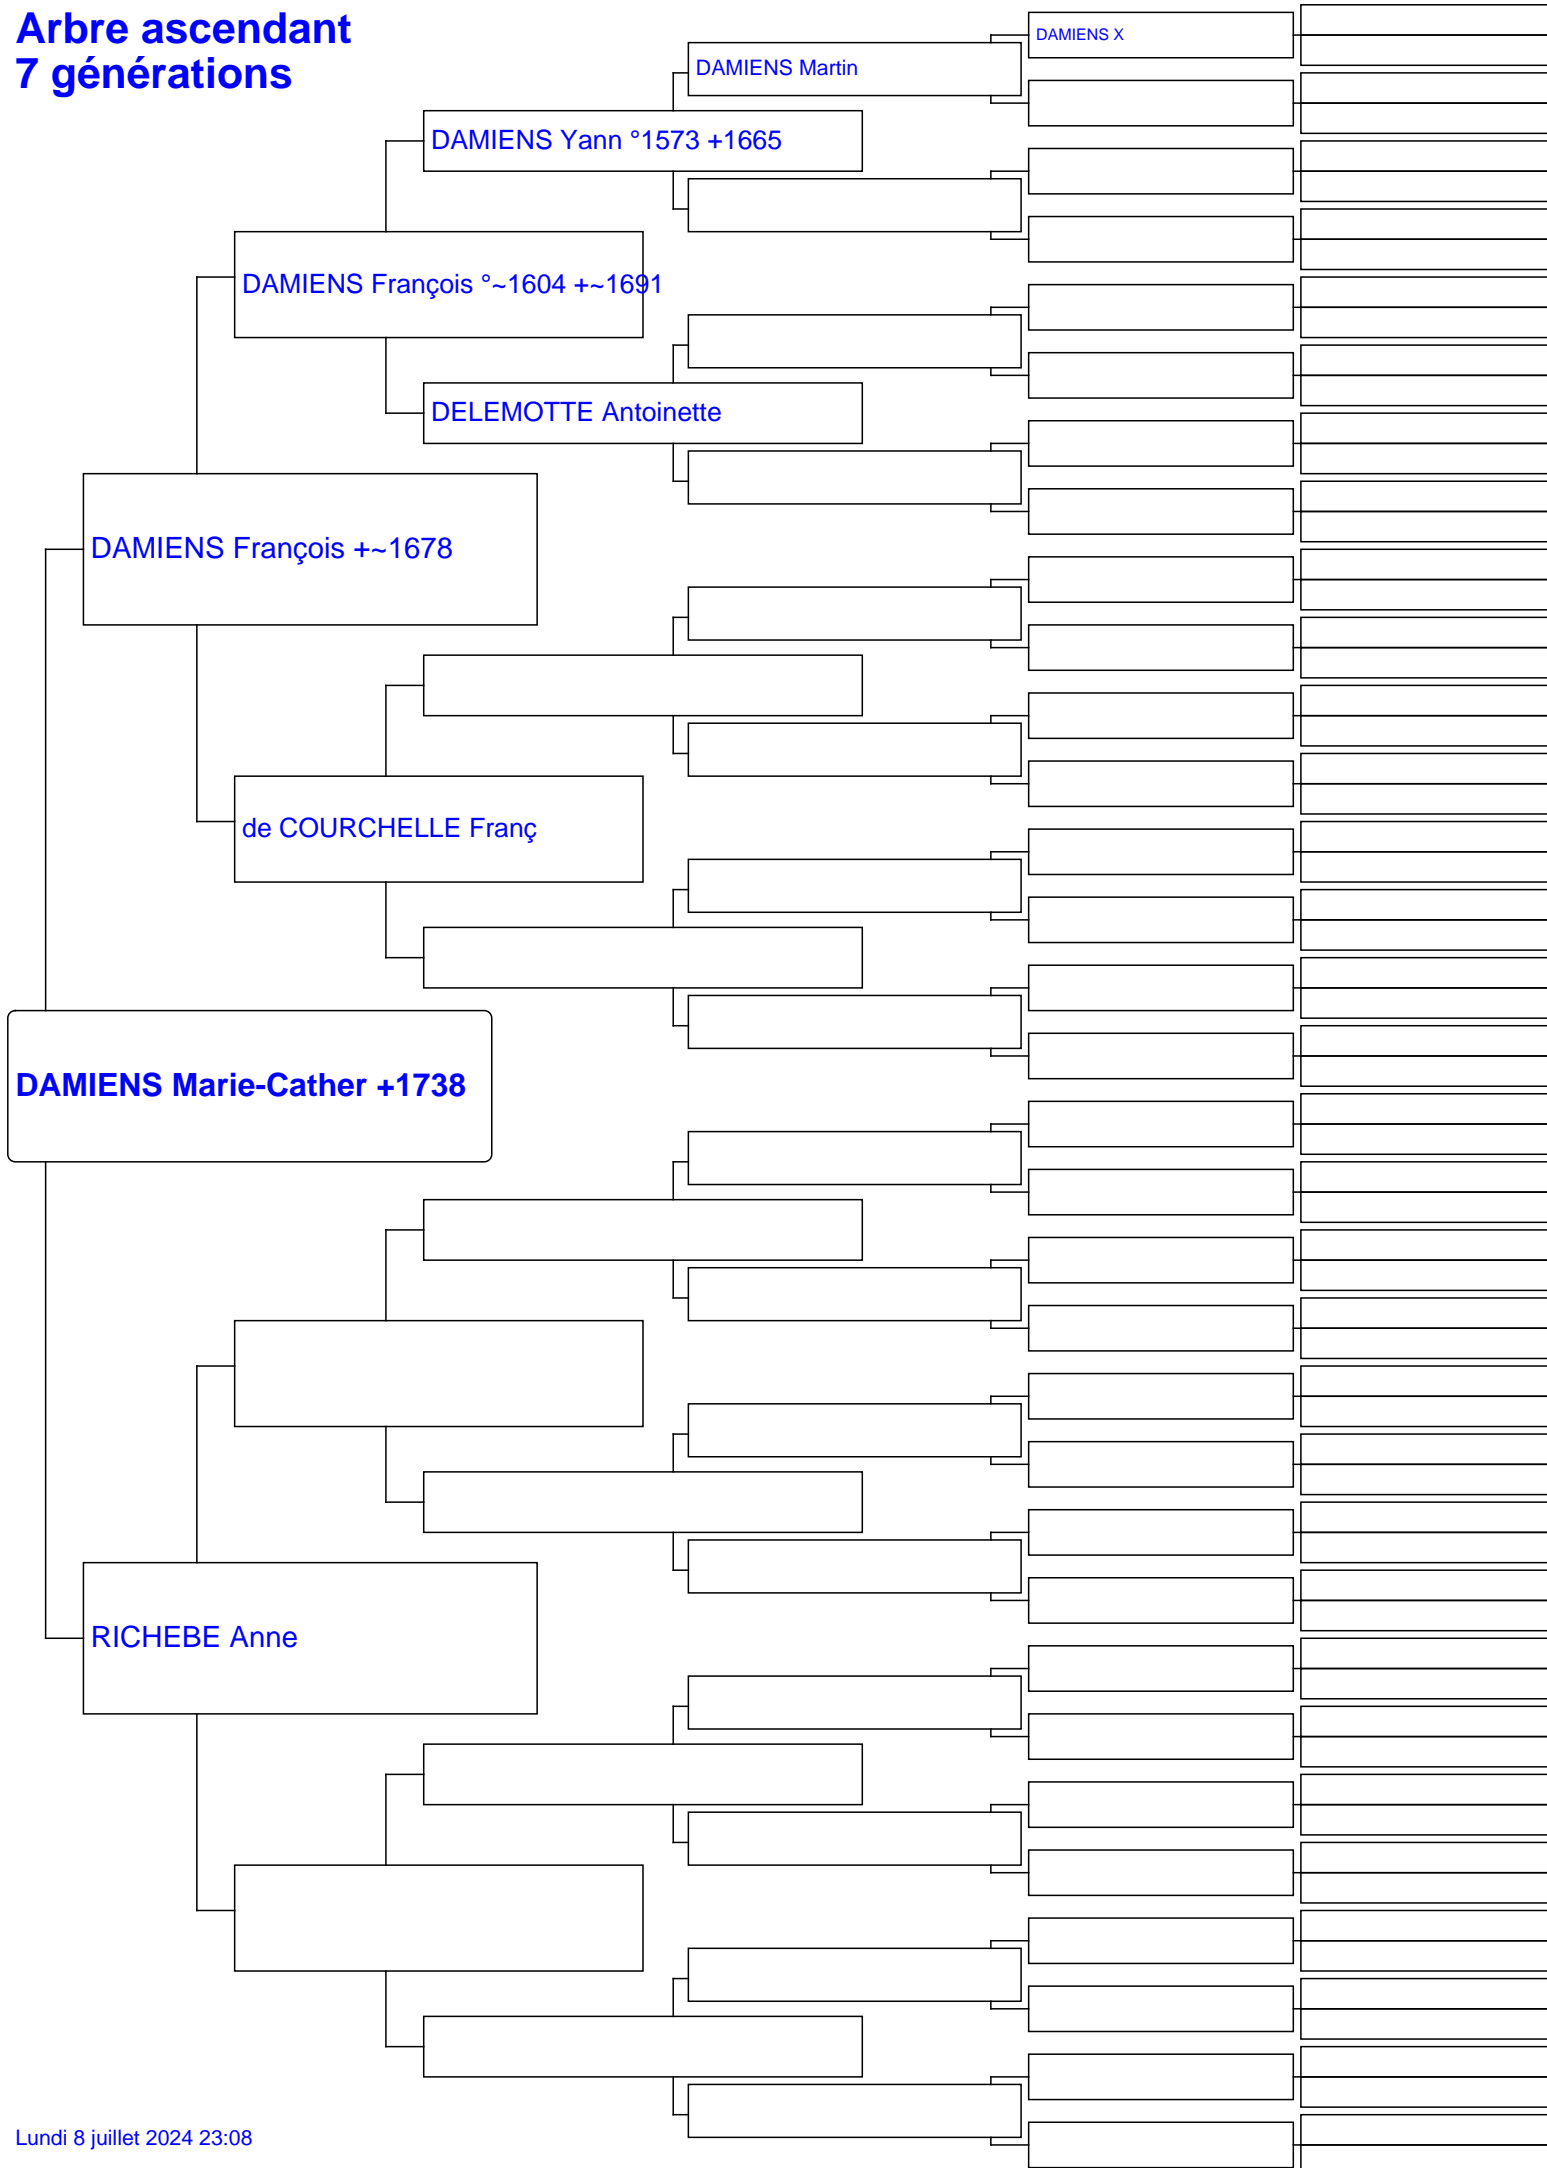 Arbre ascendant
7 générations
DAMIENS X
DAMIENS Martin
DAMIENS Yann °1573 +1665
DAMIENS François °~1604 +~1691
DELEMOTTE Antoinette
DAMIENS François +~1678
de COURCHELLE Franç
DAMIENS Marie-Cather +1738
RICHEBE Anne
Lundi 8 juillet 2024 23:08